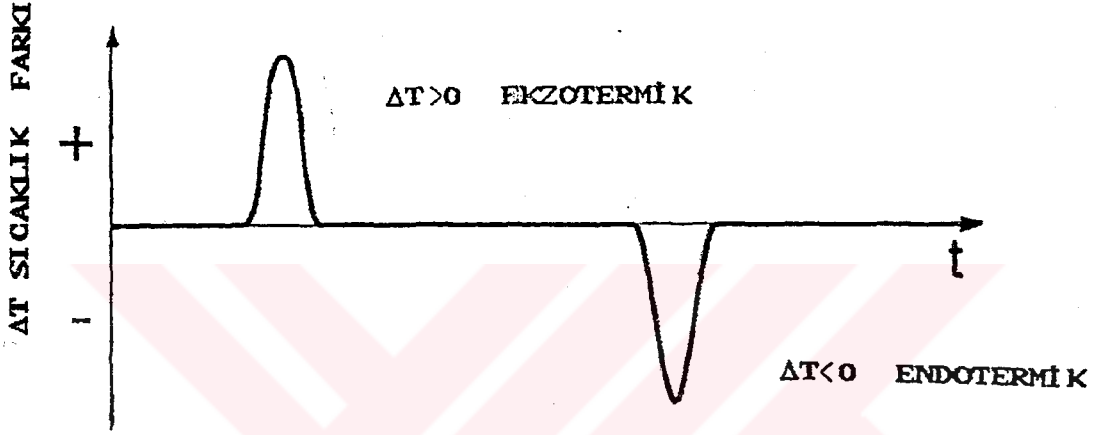 ΔT SICAKLIK FARKI
+
ΔT>0 EKZOTERMİK
t
-
ΔT<0 ENDOTERMİK